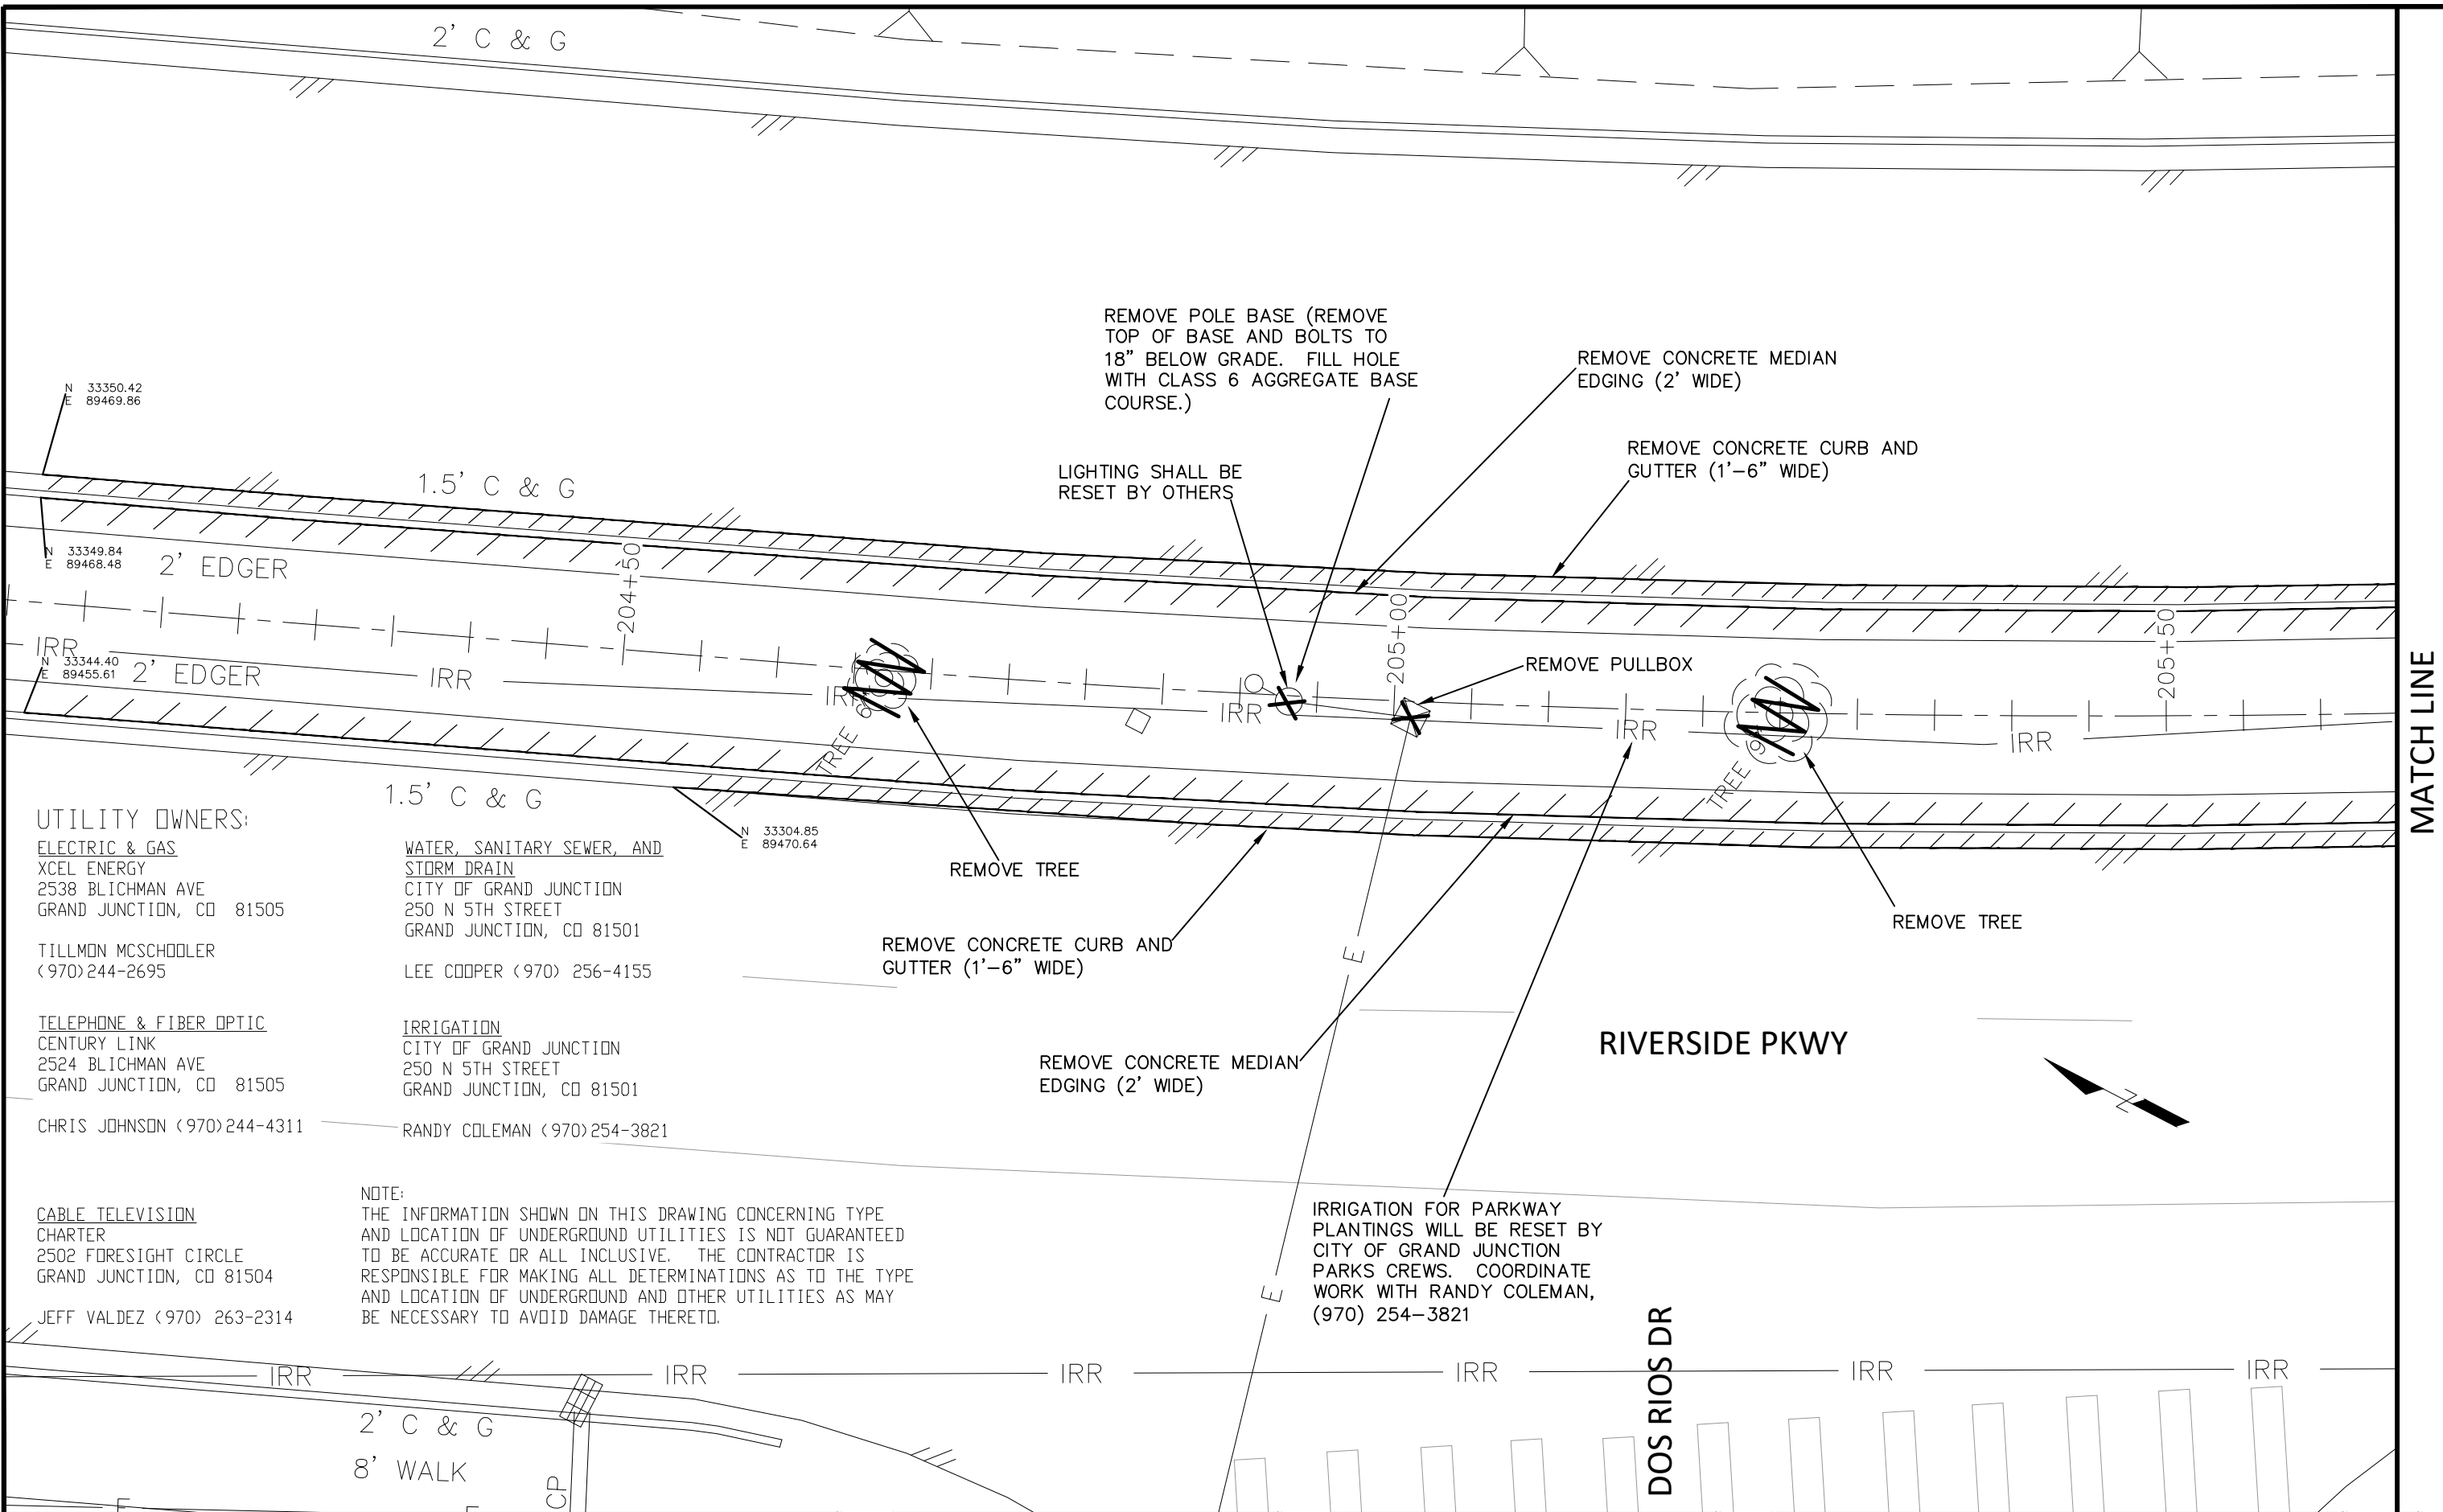 2' C & G
REMOVE POLE BASE (REMOVE
TOP OF BASE AND BOLTS TO
18" BELOW GRADE. FILL HOLE
WITH CLASS 6 AGGREGATE BASE
COURSE.)
REMOVE CONCRETE MEDIAN
EDGING (2' WIDE)
REMOVE CONCRETE CURB AND
GUTTER (1'-6" WIDE)
LIGHTING SHALL BE
RESET BY OTHERS
N 33350.42
E 89469.86
1.5' C & G
N 33349.84
E 89468.48
2' EDGER
204+50
205+00
205+50
IRR
N 33344.40
E 89455.61
2' EDGER
IRR
IRR
IRR
IRR
IRR
REMOVE PULLBOX
TREE
TREE
MATCH LINE
1.5' C & G
N 33304.85
E 89470.64
REMOVE TREE
REMOVE TREE
REMOVE CONCRETE CURB AND
GUTTER (1'-6" WIDE)
REMOVE CONCRETE MEDIAN
EDGING (2' WIDE)
E
E
RIVERSIDE PKWY
N
IRRIGATION FOR PARKWAY
PLANTINGS WILL BE RESET BY
CITY OF GRAND JUNCTION
PARKS CREWS. COORDINATE
WORK WITH RANDY COLEMAN,
(970) 254-3821
DOS RIOS DR
UTILITY OWNERS:
ELECTRIC & GAS
XCEL ENERGY
2538 BLICHMAN AVE
GRAND JUNCTION, CO 81505
TILLMON MCSCHOOLER
(970)244-2695
WATER, SANITARY SEWER, AND
STORM DRAIN
CITY OF GRAND JUNCTION
250 N 5TH STREET
GRAND JUNCTION, CO 81501
LEE COOPER (970) 256-4155
TELEPHONE & FIBER OPTIC
CENTURY LINK
2524 BLICHMAN AVE
GRAND JUNCTION, CO 81505
CHRIS JOHNSON (970)244-4311
IRRIGATION
CITY OF GRAND JUNCTION
250 N 5TH STREET
GRAND JUNCTION, CO 81501
RANDY COLEMAN (970)254-3821
CABLE TELEVISION
CHARTER
2502 FORESIGHT CIRCLE
GRAND JUNCTION, CO 81504
JEFF VALDEZ (970) 263-2314
NOTE:
THE INFORMATION SHOWN ON THIS DRAWING CONCERNING TYPE
AND LOCATION OF UNDERGROUND UTILITIES IS NOT GUARANTEED
TO BE ACCURATE OR ALL INCLUSIVE. THE CONTRACTOR IS
RESPONSIBLE FOR MAKING ALL DETERMINATIONS AS TO THE TYPE
AND LOCATION OF UNDERGROUND AND OTHER UTILITIES AS MAY
BE NECESSARY TO AVOID DAMAGE THERETO.
IRR
IRR
IRR
IRR
IRR
IRR
2' C & G
8' WALK
CP